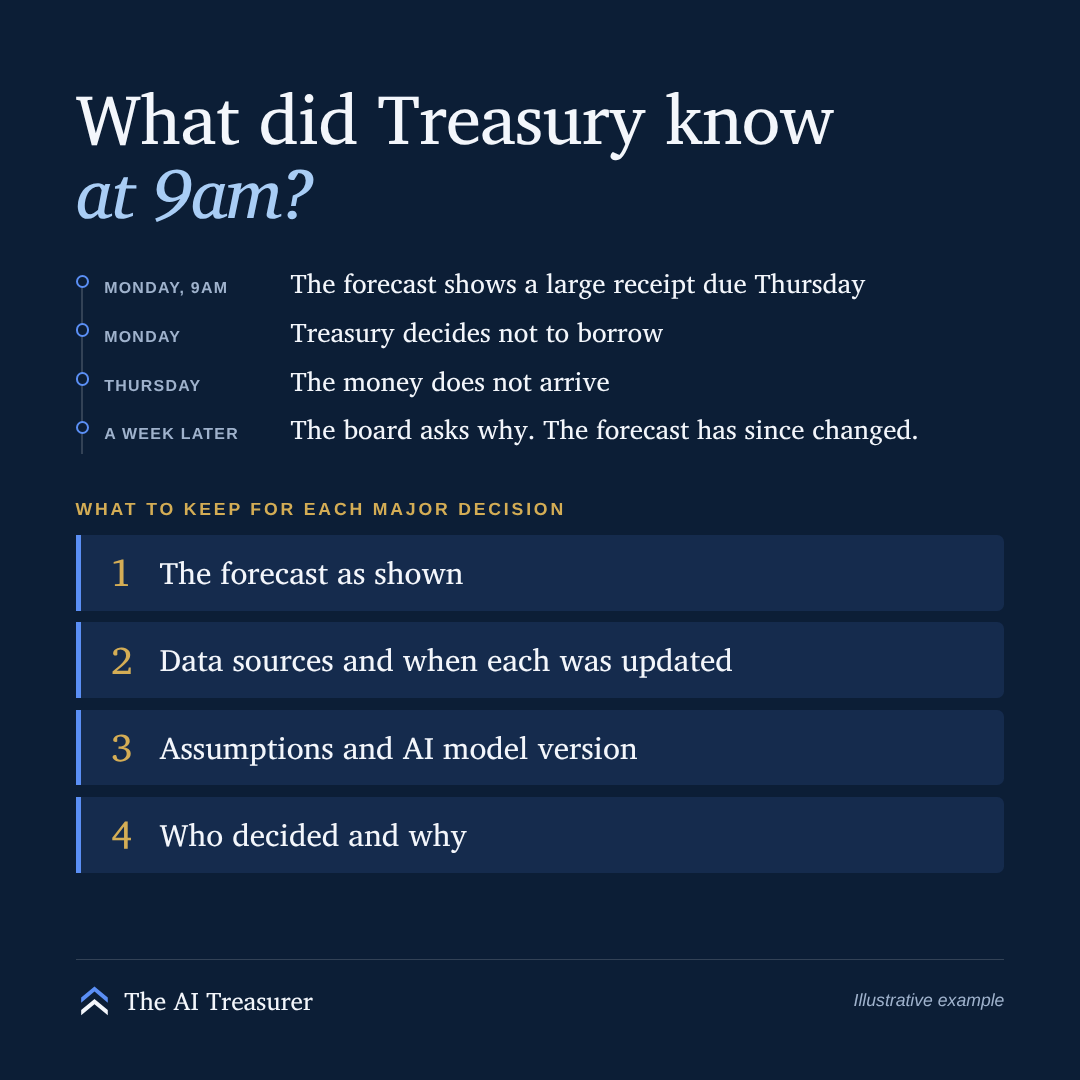 What did Treasury know
at 9am?
MONDAY, 9AM The forecast shows a large receipt due Thursday
MONDAY Treasury decides not to borrow
THURSDAY The money does not arrive
A WEEK LATER The board asks why. The forecast has since changed.
WHAT TO KEEP FOR EACH MAJOR DECISION
1 The forecast as shown
2 Data sources and when each was updated
3 Assumptions and AI model version
4 Who decided and why
The AI Treasurer Illustrative example